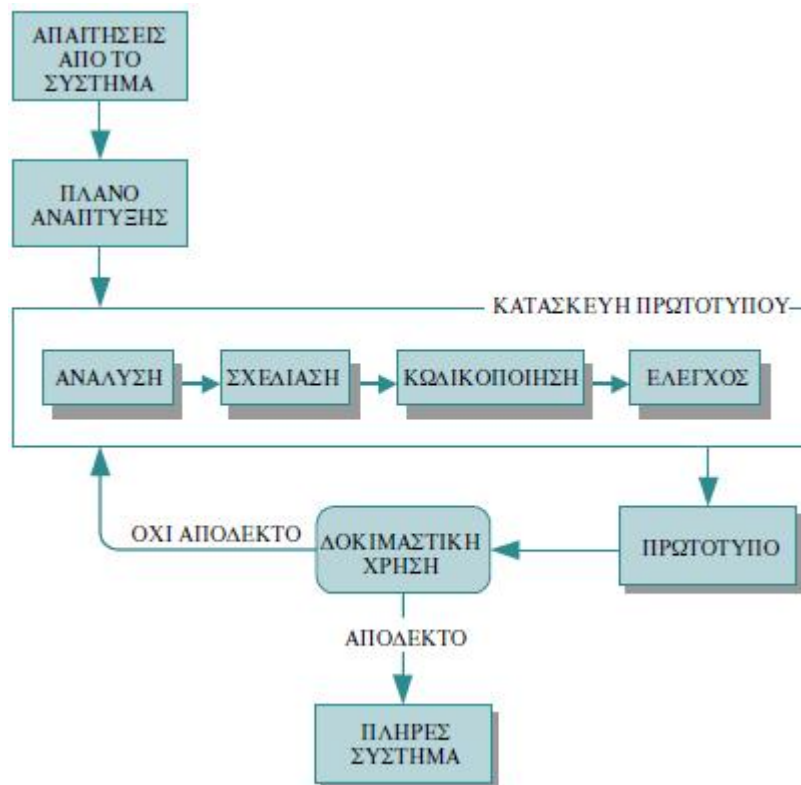 ΑΠΑΙΤΗΣΕΙΣ
ΑΠΟ ΤΟ
ΣΥΣΤΗΜΑ
ΠΛΑΝΟ
ΑΝΑΠΤΥΞΗΣ
ΚΑΤΑΣΚΕΥΗ ΠΡΩΤΟΤΥΠΟΥ
ΑΝΑΛΥΣΗ
ΣΧΕΔΙΑΣΗ
ΚΩΔΙΚΟΠΟΙΗΣΗ
ΕΛΕΓΧΟΣ
ΟΧΙ ΑΠΟΔΕΚΤΟ
ΔΟΚΙΜΑΣΤΙΚΗ
ΧΡΗΣΗ
ΠΡΩΤΟΤΥΠΟ
ΑΠΟΔΕΚΤΟ
ΠΛΗΡΕΣ
ΣΥΣΤΗΜΑ